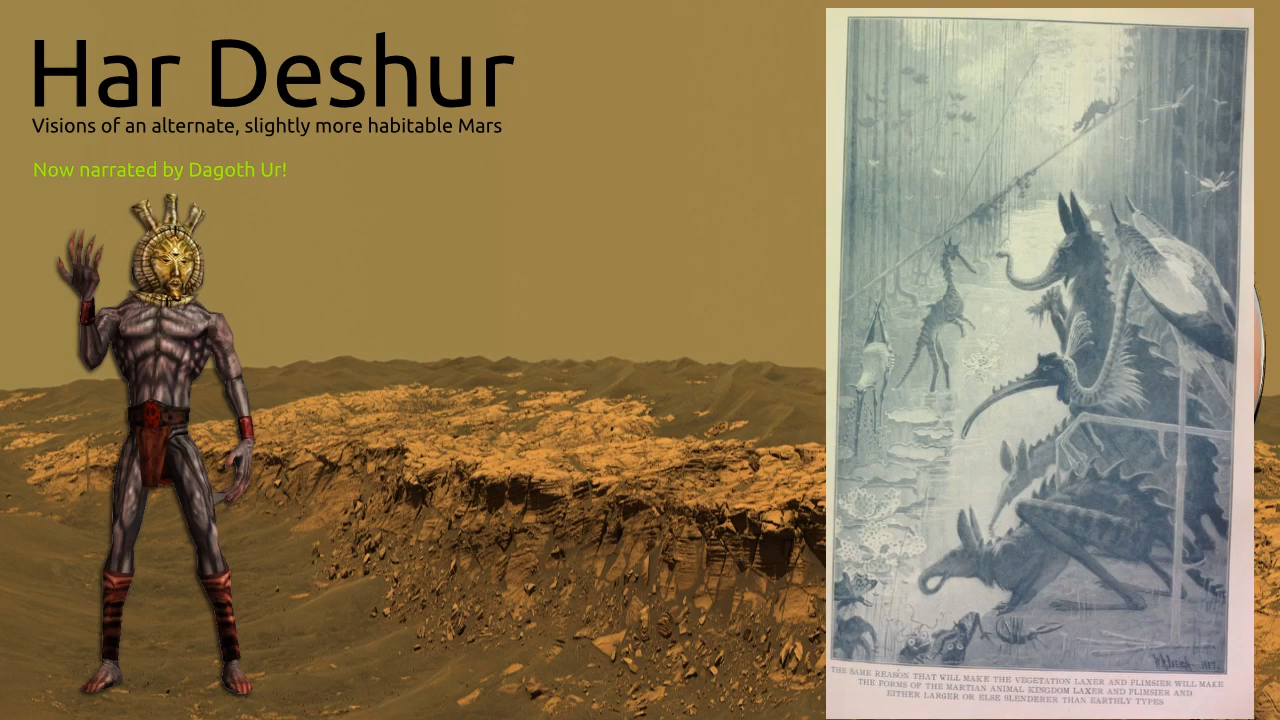 Har Deshur
Visions of an alternate, slightly more habitable Mars
Now narrated by Dagoth Ur!
THE SAME REASON THAT WILL MAKE THE VEGETATION LAXER AND FLIMSIER WILL MAKE
THE FORMS OF THE MARTIAN ANIMAL KINGDOM LAXER AND FLIMSIER AND
EITHER LARGER OR ELSE SLENDERER THAN EARTHLY TYPES